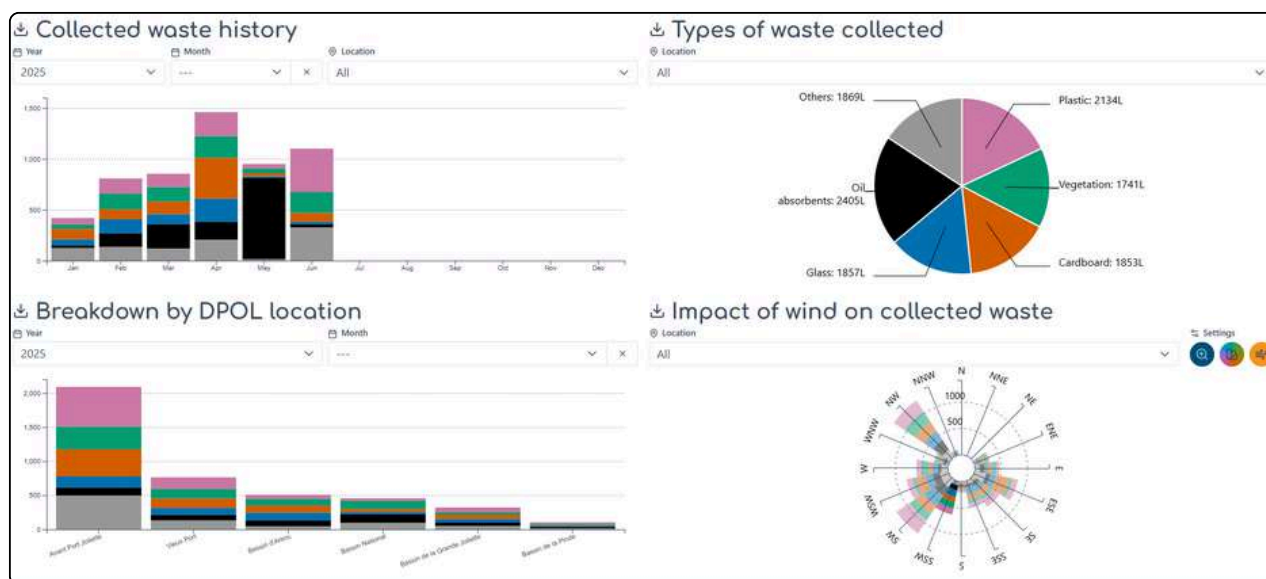 Collected waste history
Year
Month
Location
2025
---
All
1,500
1,000
500
0
Jan
Feb
Mar
Apr
May
Jun
Jul
Aug
Sep
Oct
Nov
Dec
Types of waste collected
Location
All
Others: 1869L
Plastic: 2134L
Oil
absorbents: 2405L
Vegetation: 1741L
Glass: 1857L
Cardboard: 1853L
Breakdown by DPOL location
Year
Month
2025
---
2,000
1,500
1,000
500
0
Avant Port Joliette
Vieux Port
Bassin d'Arenc
Bassin National
Bassin de la Grande Joliette
Bassin de la Pinute
Impact of wind on collected waste
Location
Settings
All
N
NNE
NE
ENE
E
ESE
SE
SSE
S
SSW
SW
WSW
W
WNW
NW
NNW
1000
500